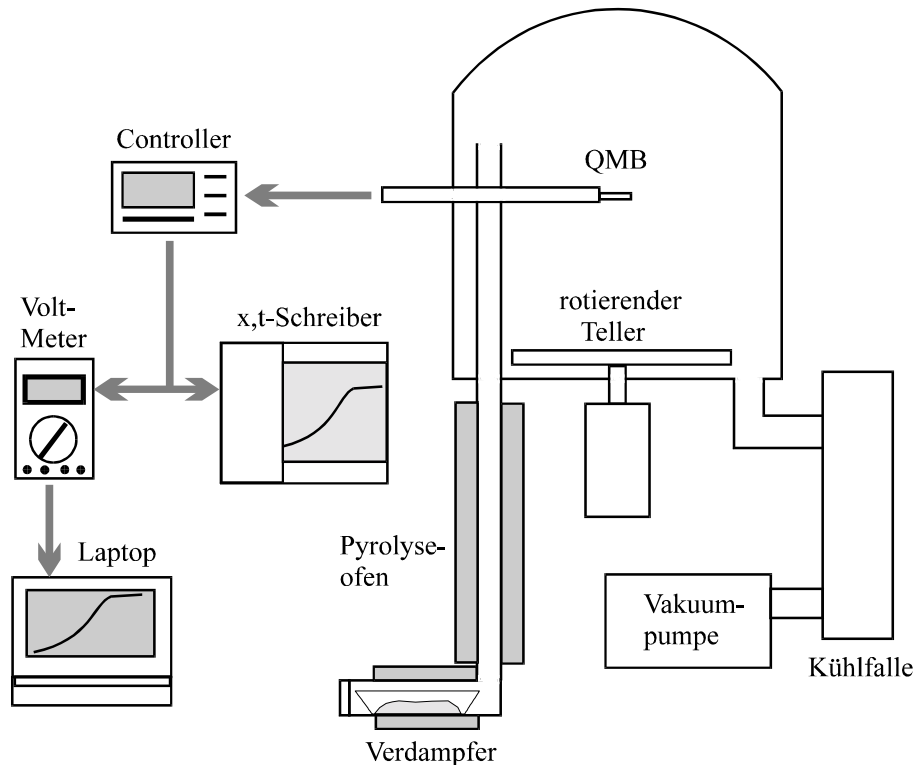 Controller
QMB
Volt-
Meter
x,t-Schreiber
rotierender
Teller
Pyrolyse-
ofen
Laptop
Vakuum-
pumpe
Kühlfalle
Verdampfer